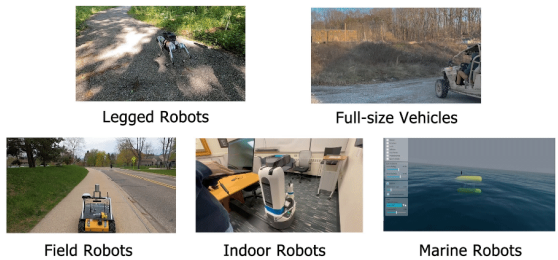 Legged Robots
Full-size Vehicles
Field Robots
Indoor Robots
Marine Robots